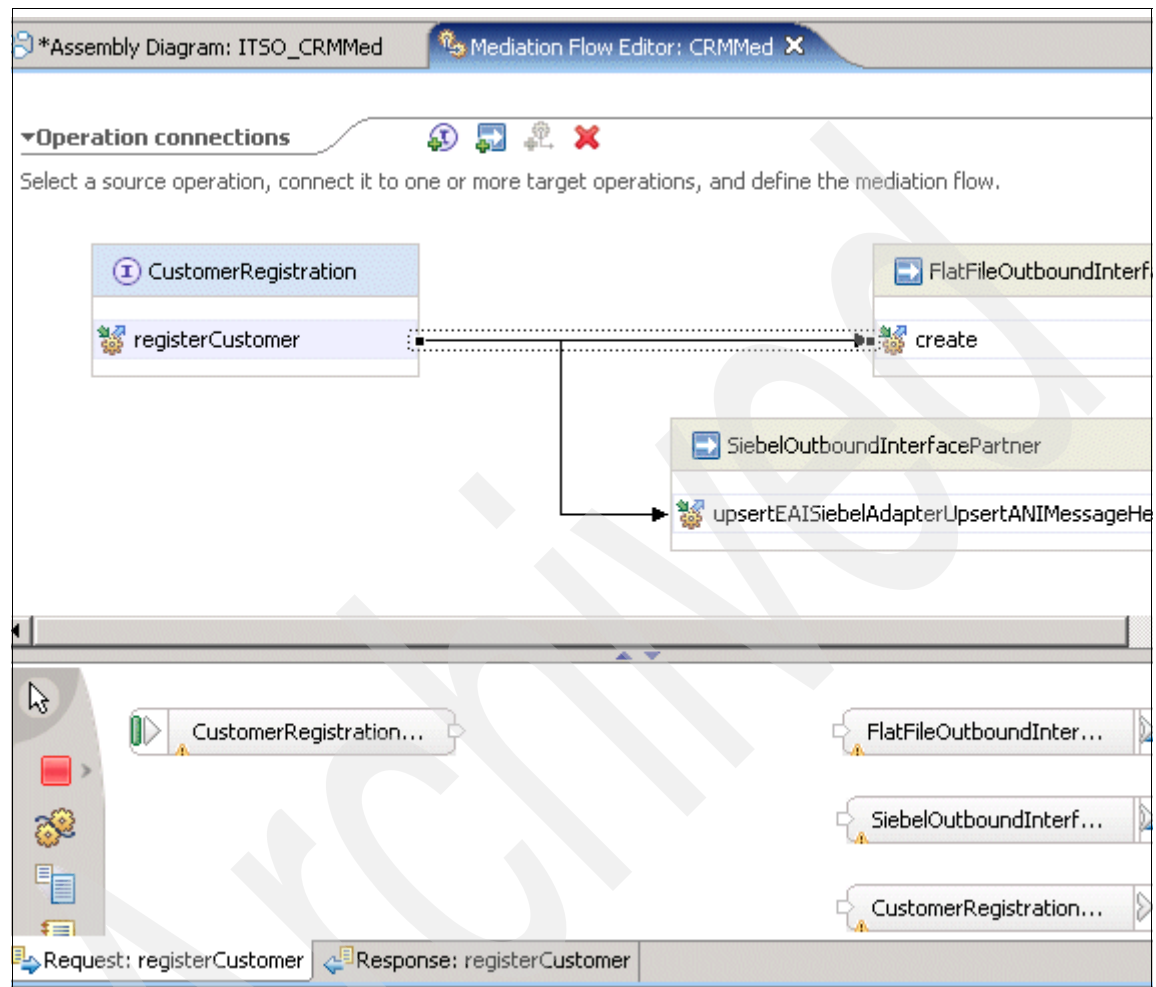 *Assembly Diagram: ITSO_CRMMed
Mediation Flow Editor: CRMMed
Operation connections
Select a source operation, connect it to one or more target operations, and define the mediation flow.
CustomerRegistration
FlatFileOutboundInterf
registerCustomer
create
SiebelOutboundInterfacePartner
upsertEAISiebelAdapterUpsertANIMessageHe
CustomerRegistration...
FlatFileOutboundInter...
SiebelOutboundInterf...
CustomerRegistration...
Request: registerCustomer
Response: registerCustomer
Archived